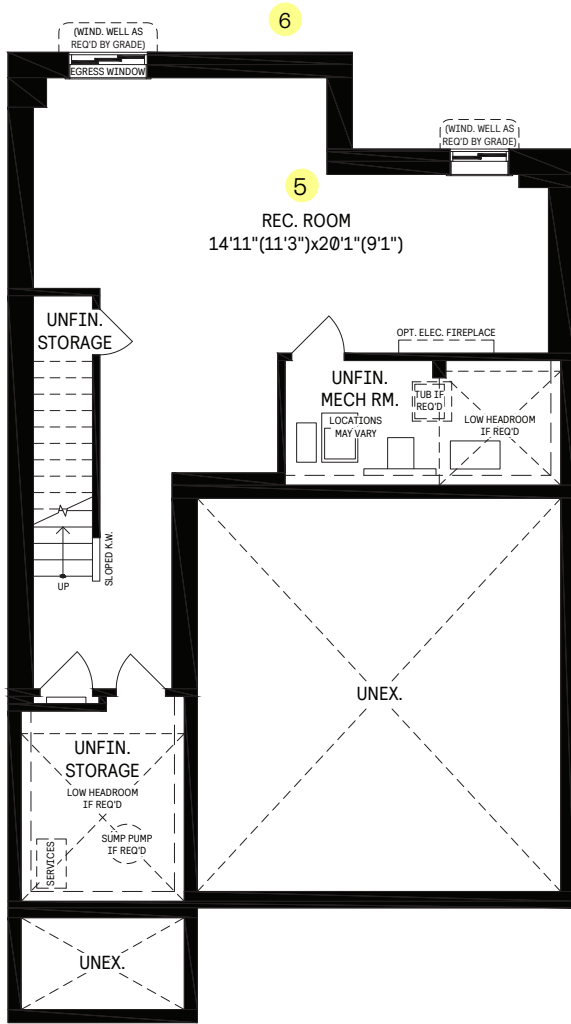 6
(WIND. WELL AS
REQ'D BY GRADE)
EGRESS WINDOW
(WIND. WELL AS
REQ'D BY GRADE)
5
REC. ROOM
14'11"(11'3")x20'1"(9'1")
UNFIN.
STORAGE
OPT. ELEC. FIREPLACE
UNFIN.
MECH RM.
LOCATIONS
MAY VARY
TUB IF
REQ'D
LOW HEADROOM
IF REQ'D
SLOPED K.W.
UP
UNEX.
UNFIN.
STORAGE
LOW HEADROOM
IF REQ'D
SUMP PUMP
IF REQ'D
SERVICES
UNEX.